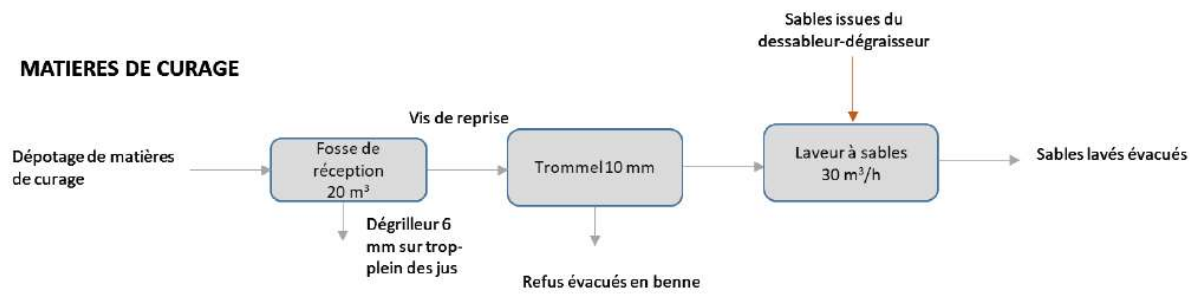 Sables issues du
dessableur-dégraisseur
MATIERES DE CURAGE
Vis de reprise
Dépotage de matières
de curage
Fosse de
réception
20 m³
Trommel 10 mm
Laveur à sables
30 m³/h
Sables lavés évacués
Dégrilleur 6
mm sur trop-
plein des jus
Refus évacués en benne